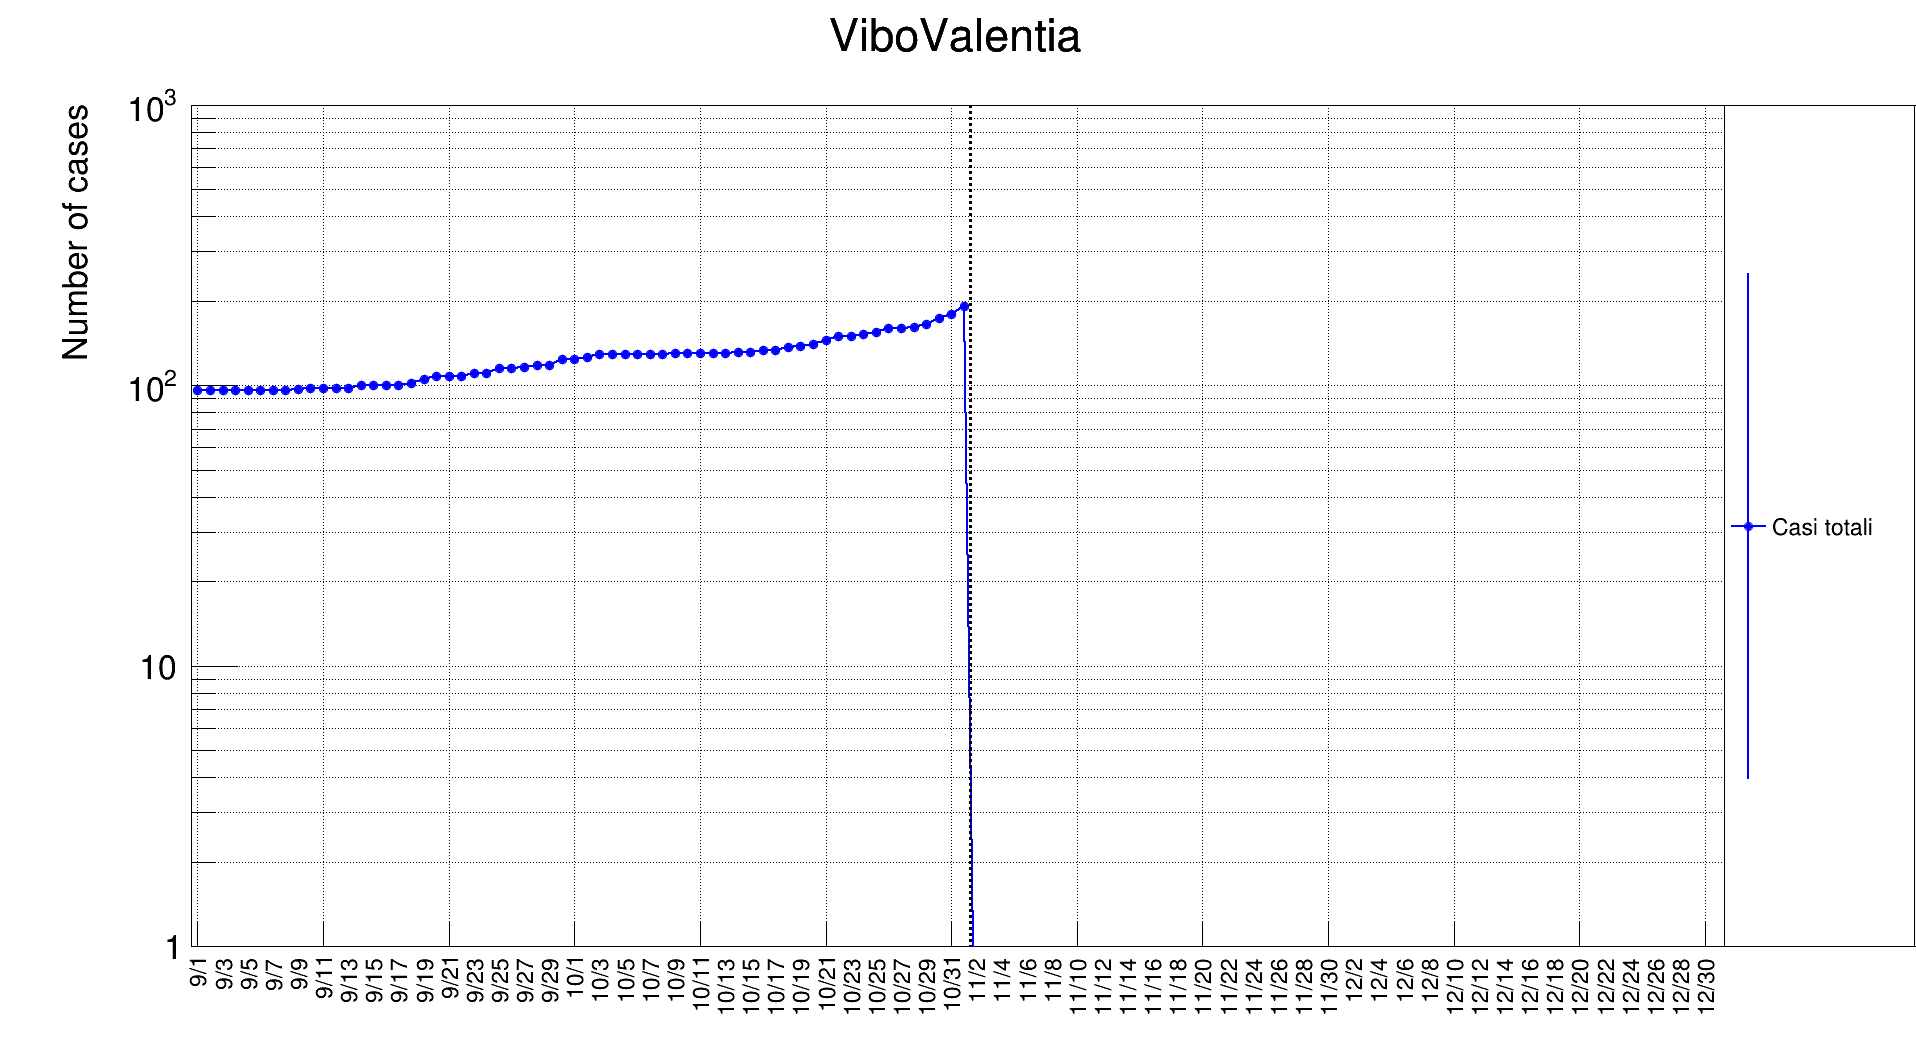 ViboValentia
Number of cases
10³
10²
10
1
9/1 9/3 9/5 9/7 9/9 9/11 9/13 9/15 9/17 9/19 9/21 9/23 9/25 9/27 9/29 10/1 10/3 10/5 10/7 10/9 10/11 10/13 10/15 10/17 10/19 10/21 10/23 10/25 10/27 10/29 10/31 11/2 11/4 11/6 11/8 11/10 11/12 11/14 11/16 11/18 11/20 11/22 11/24 11/26 11/28 11/30 12/2 12/4 12/6 12/8 12/10 12/12 12/14 12/16 12/18 12/20 12/22 12/24 12/26 12/28 12/30
Casi totali